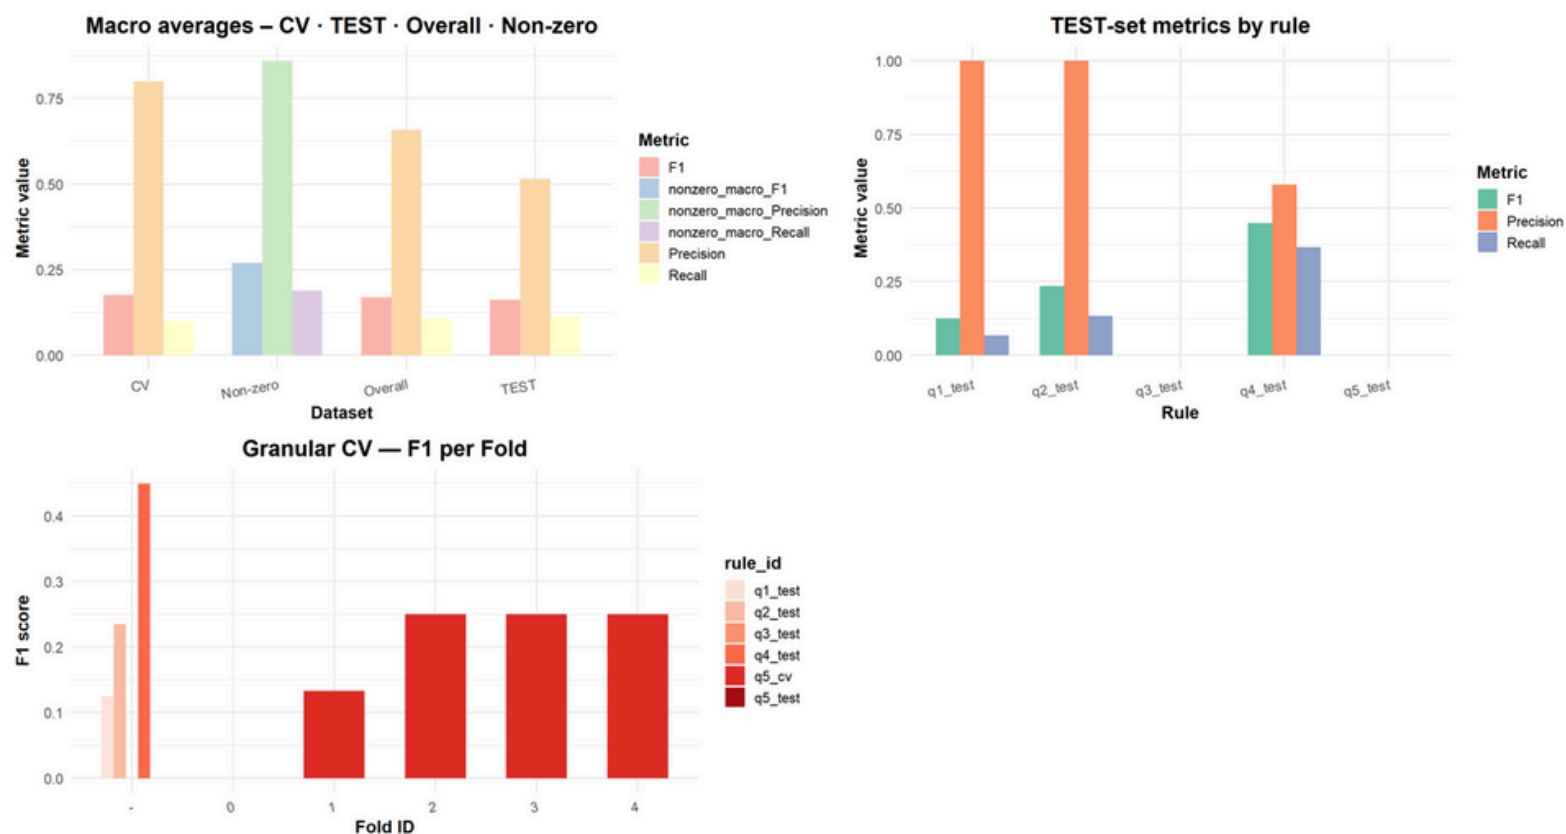 Macro averages – CV · TEST · Overall · Non-zero
Metric value
0.75
0.50
0.25
0.00
CV
Non-zero
Overall
TEST
Dataset
Metric
F1
nonzero_macro_F1
nonzero_macro_Precision
nonzero_macro_Recall
Precision
Recall
TEST-set metrics by rule
Metric value
1.00
0.75
0.50
0.25
0.00
q1_test
q2_test
q3_test
q4_test
q5_test
Rule
Metric
F1
Precision
Recall
Granular CV — F1 per Fold
F1 score
0.4
0.3
0.2
0.1
0.0
-
0
1
2
3
4
Fold ID
rule_id
q1_test
q2_test
q3_test
q4_test
q5_cv
q5_test